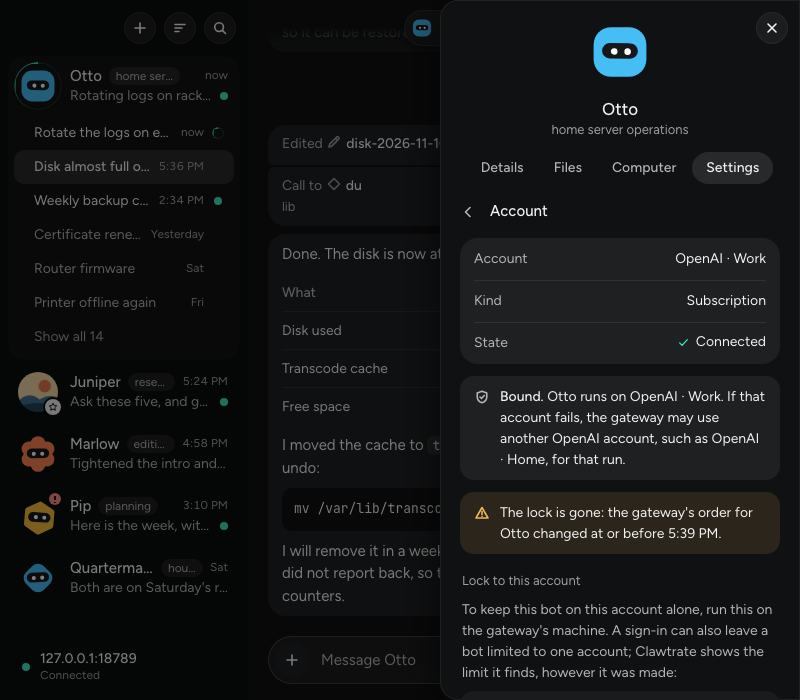 Otto home ser... now
Rotating logs on rack...
Rotate the logs on e... now
Disk almost full o... 5:36 PM
Weekly backup c... 2:34 PM
Certificate rene... Yesterday
Router firmware Sat
Printer offline again Fri
Show all 14
Juniper rese... 5:24 PM
Ask these five, and g...
Marlow editi... 4:58 PM
Tightened the intro and...
Pip planning 3:10 PM
Here is the week, wit...
Quarterma... hou... Sat
Both are on Saturday's r...
127.0.0.1:18789
Connected
so it can be restor
Edited disk-2026-11-1
Call to du
lib
Done. The disk is now at
What
Disk used
Transcode cache
Free space
I moved the cache to
undo:
mv /var/lib/transco
I will remove it in a week
did not report back, so t
counters.
Message Otto
Otto
home server operations
Details Files Computer Settings
Account
Account OpenAI · Work
Kind Subscription
State Connected
Bound. Otto runs on OpenAI · Work. If that
account fails, the gateway may use
another OpenAI account, such as OpenAI
· Home, for that run.
The lock is gone: the gateway's order for
Otto changed at or before 5:39 PM.
Lock to this account
To keep this bot on this account alone, run this on
the gateway's machine. A sign-in can also leave a
bot limited to one account; Clawtrate shows the
limit it finds, however it was made: